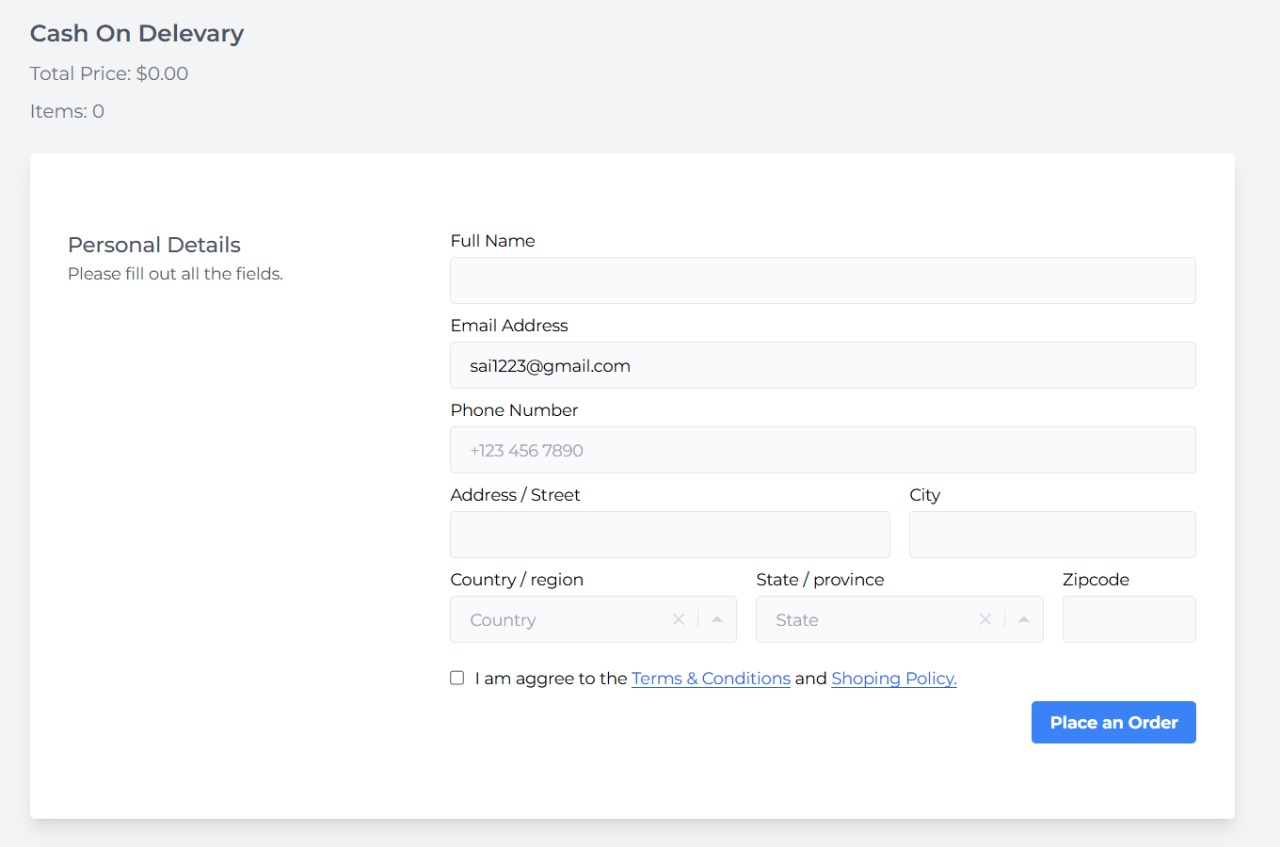 Cash On Delevary
Total Price: $0.00
Items: 0
Personal Details
Please fill out all the fields.
Full Name
Email Address
sai1223@gmail.com
Phone Number
+123 456 7890
Address / Street
City
Country / region
State / province
Zipcode
Country
State
I am aggree to the Terms & Conditions and Shoping Policy.
Place an Order